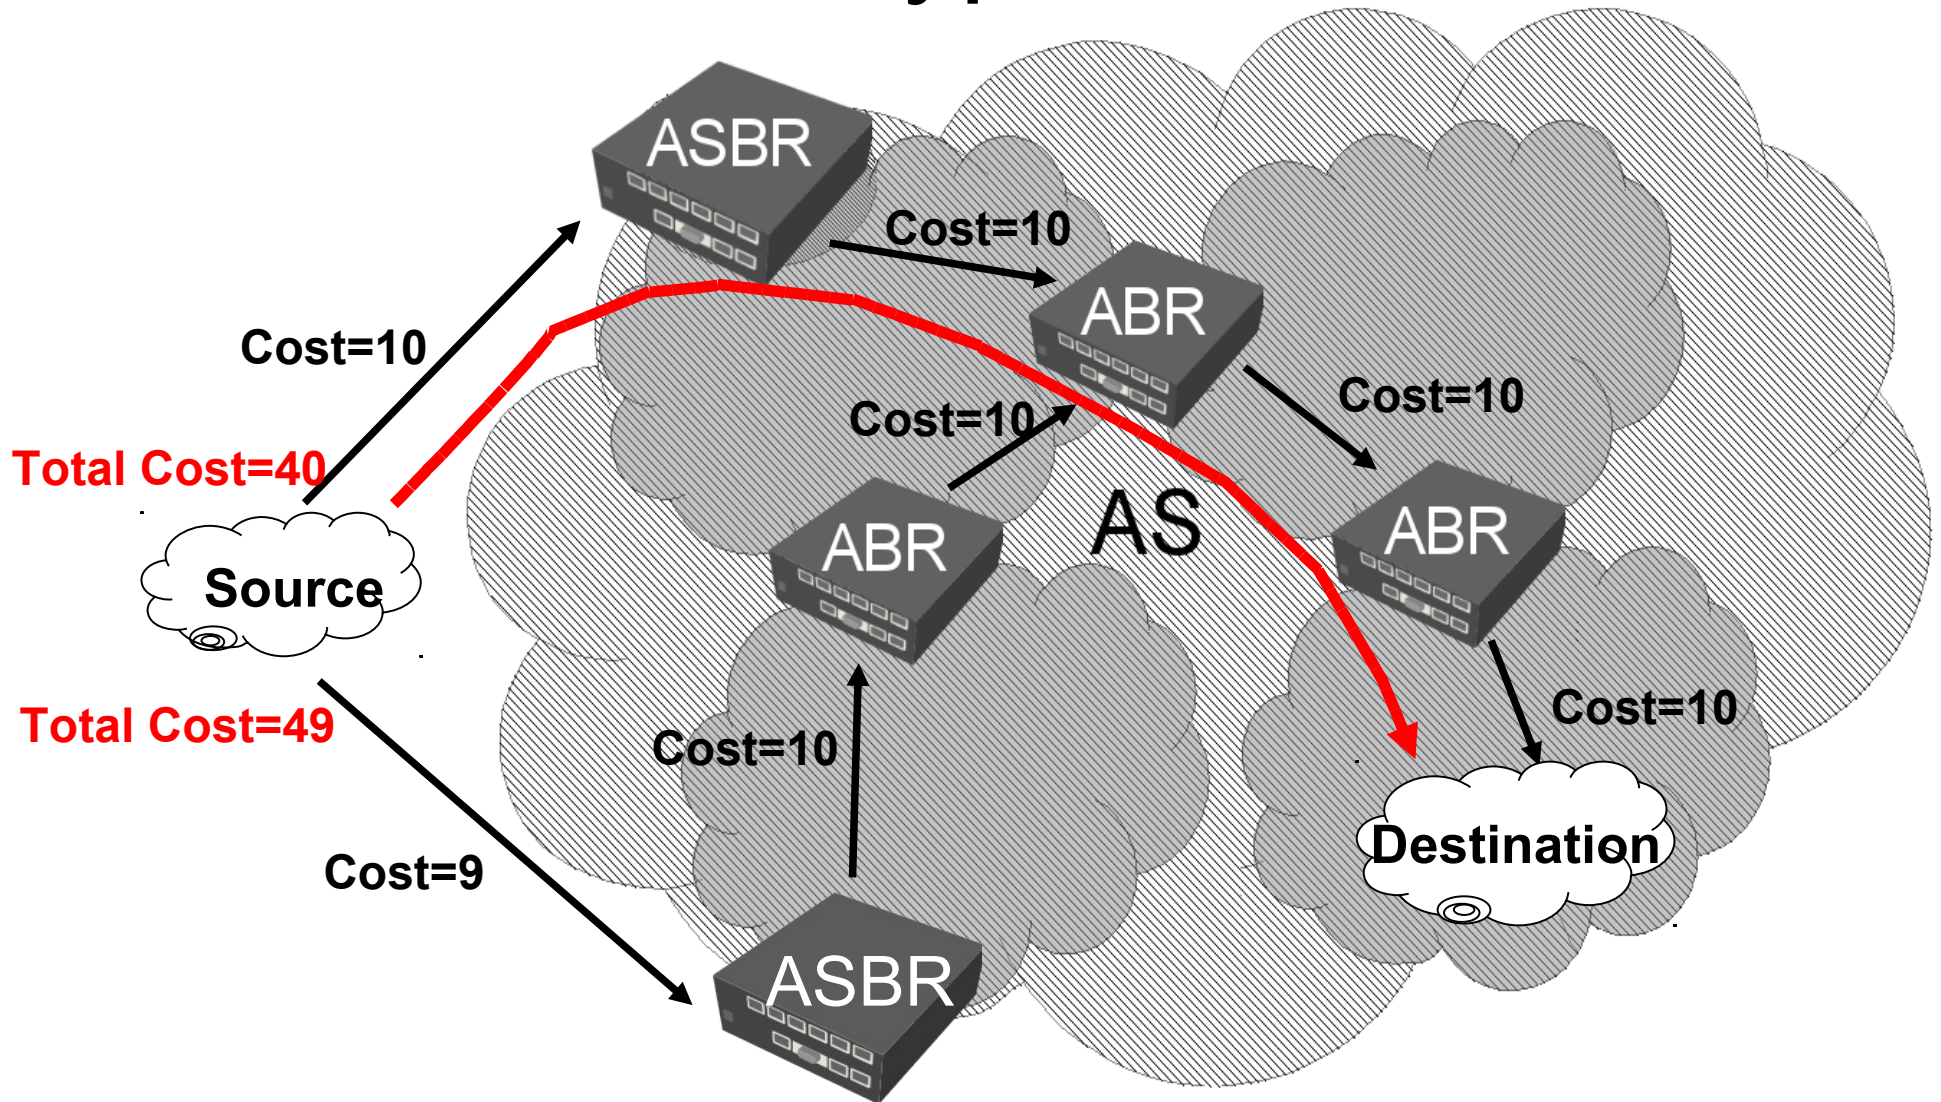 ASBR
Cost=10
ABR
Cost=10
Cost=10
Cost=10
Total Cost=40
AS
ABR
ABR
Source
Cost=10
Total Cost=49
Cost=10
Destination
Cost=9
ASBR